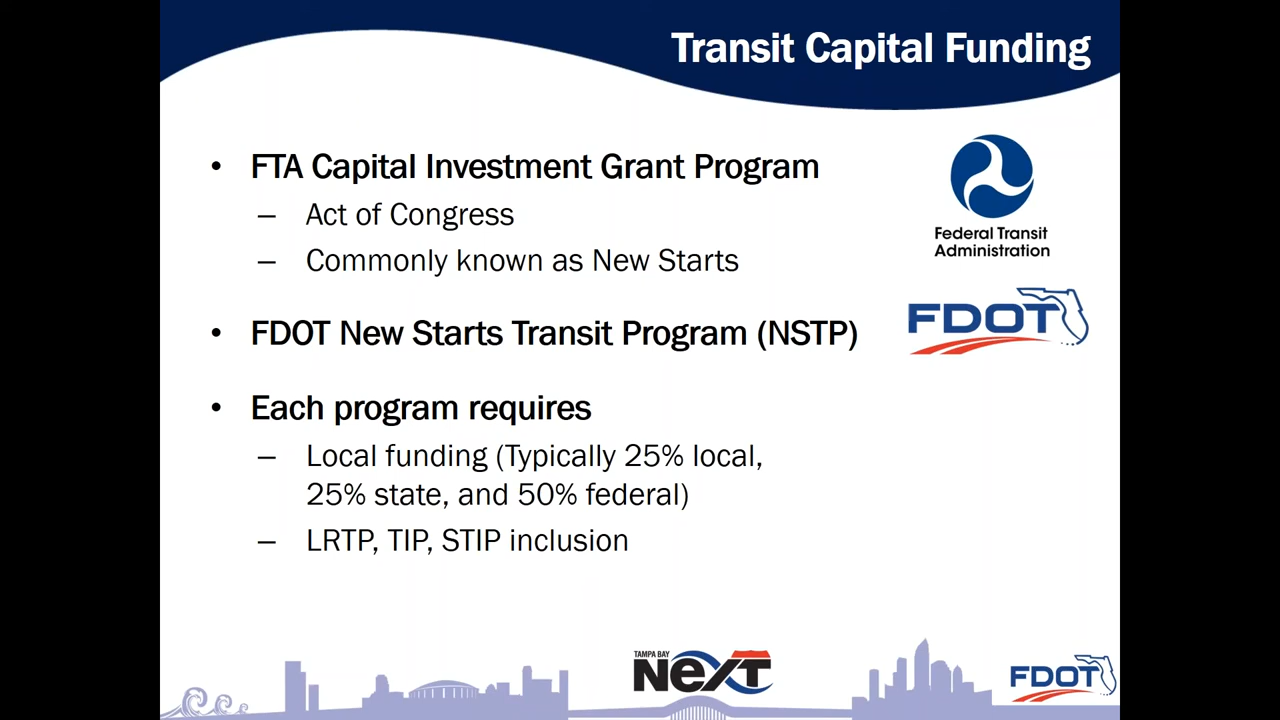 Transit Capital Funding
• FTA Capital Investment Grant Program
– Act of Congress
– Commonly known as New Starts
Federal Transit
Administration
• FDOT New Starts Transit Program (NSTP)
FDOT
• Each program requires
– Local funding (Typically 25% local,
25% state, and 50% federal)
– LRTP, TIP, STIP inclusion
TAMPA BAY
NeXT
FDOT